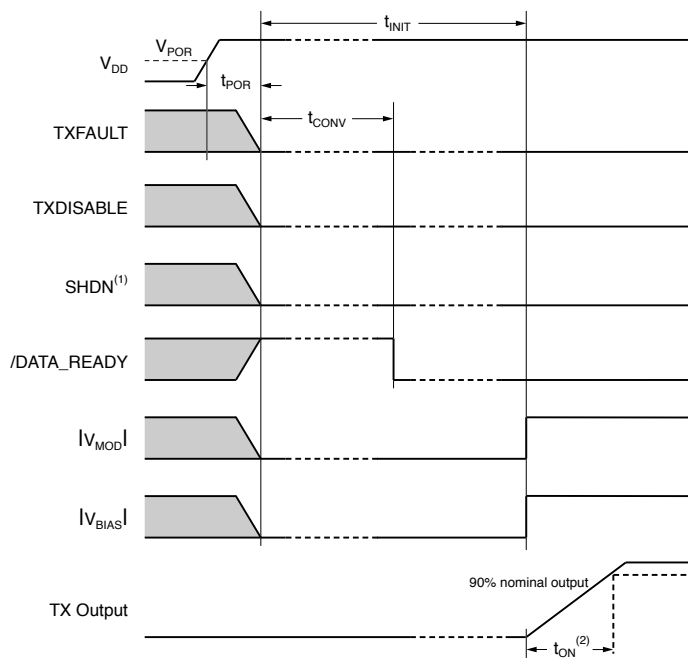 t_INIT
V_POR
V_DD
t_POR
t_CONV
TXFAULT
TXDISABLE
SHDN(1)
/DATA_READY
|V_MOD|
|V_BIAS|
90% nominal output
TX Output
t_ON(2)